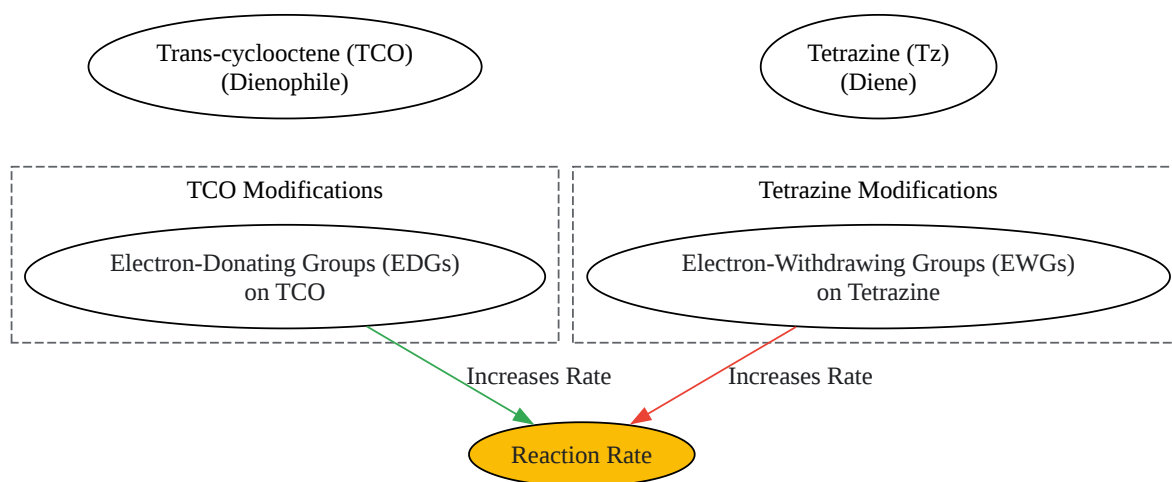 Trans-cyclooctene (TCO)
(Dienophile)
Tetrazine (Tz)
(Diene)
TCO Modifications
Electron-Donating Groups (EDGs)
on TCO
Tetrazine Modifications
Electron-Withdrawing Groups (EWGs)
on Tetrazine
Increases Rate
Increases Rate
Reaction Rate